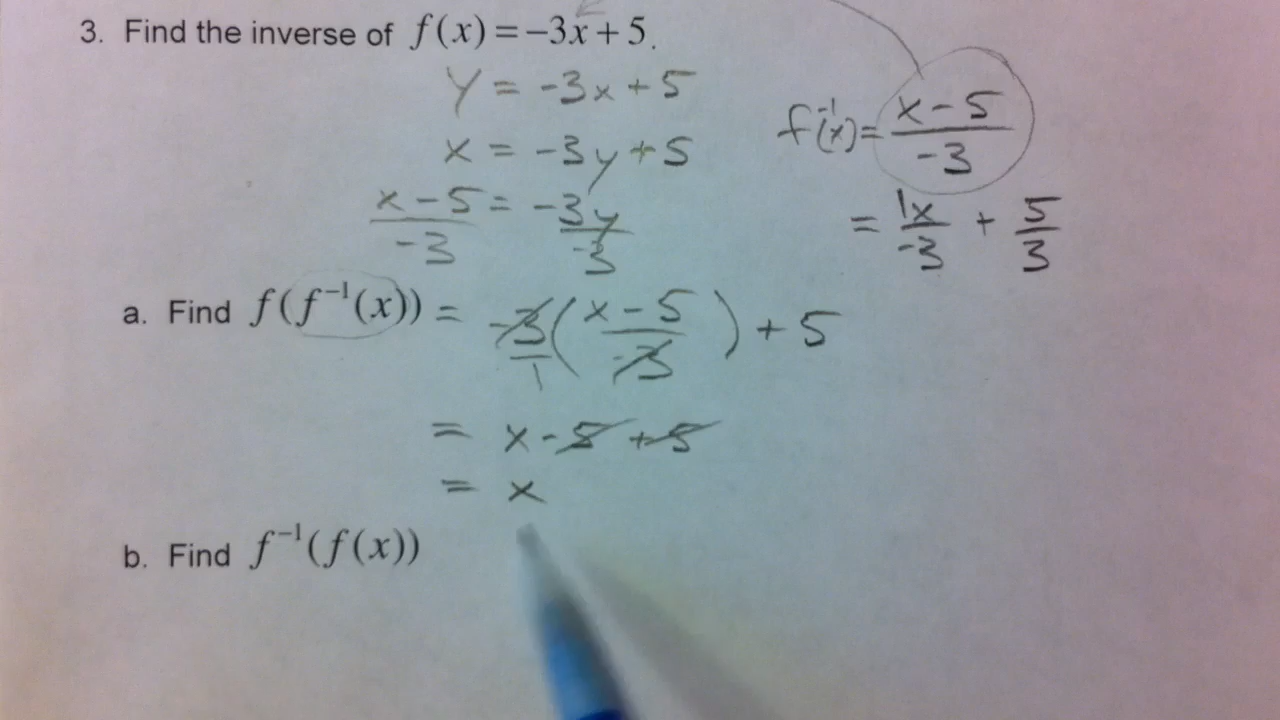 3. Find the inverse of f(x) = −3x + 5.
y = -3x + 5
x = -3y + 5
x - 5 / -3 = -3y / -3
f⁻¹(x) = x - 5 / -3
= 1x / -3 + 5 / 3
a. Find f(f⁻¹(x)) = -3/1 ( x - 5 / -3 ) + 5
= x - 5 + 5
= x
b. Find f⁻¹(f(x))